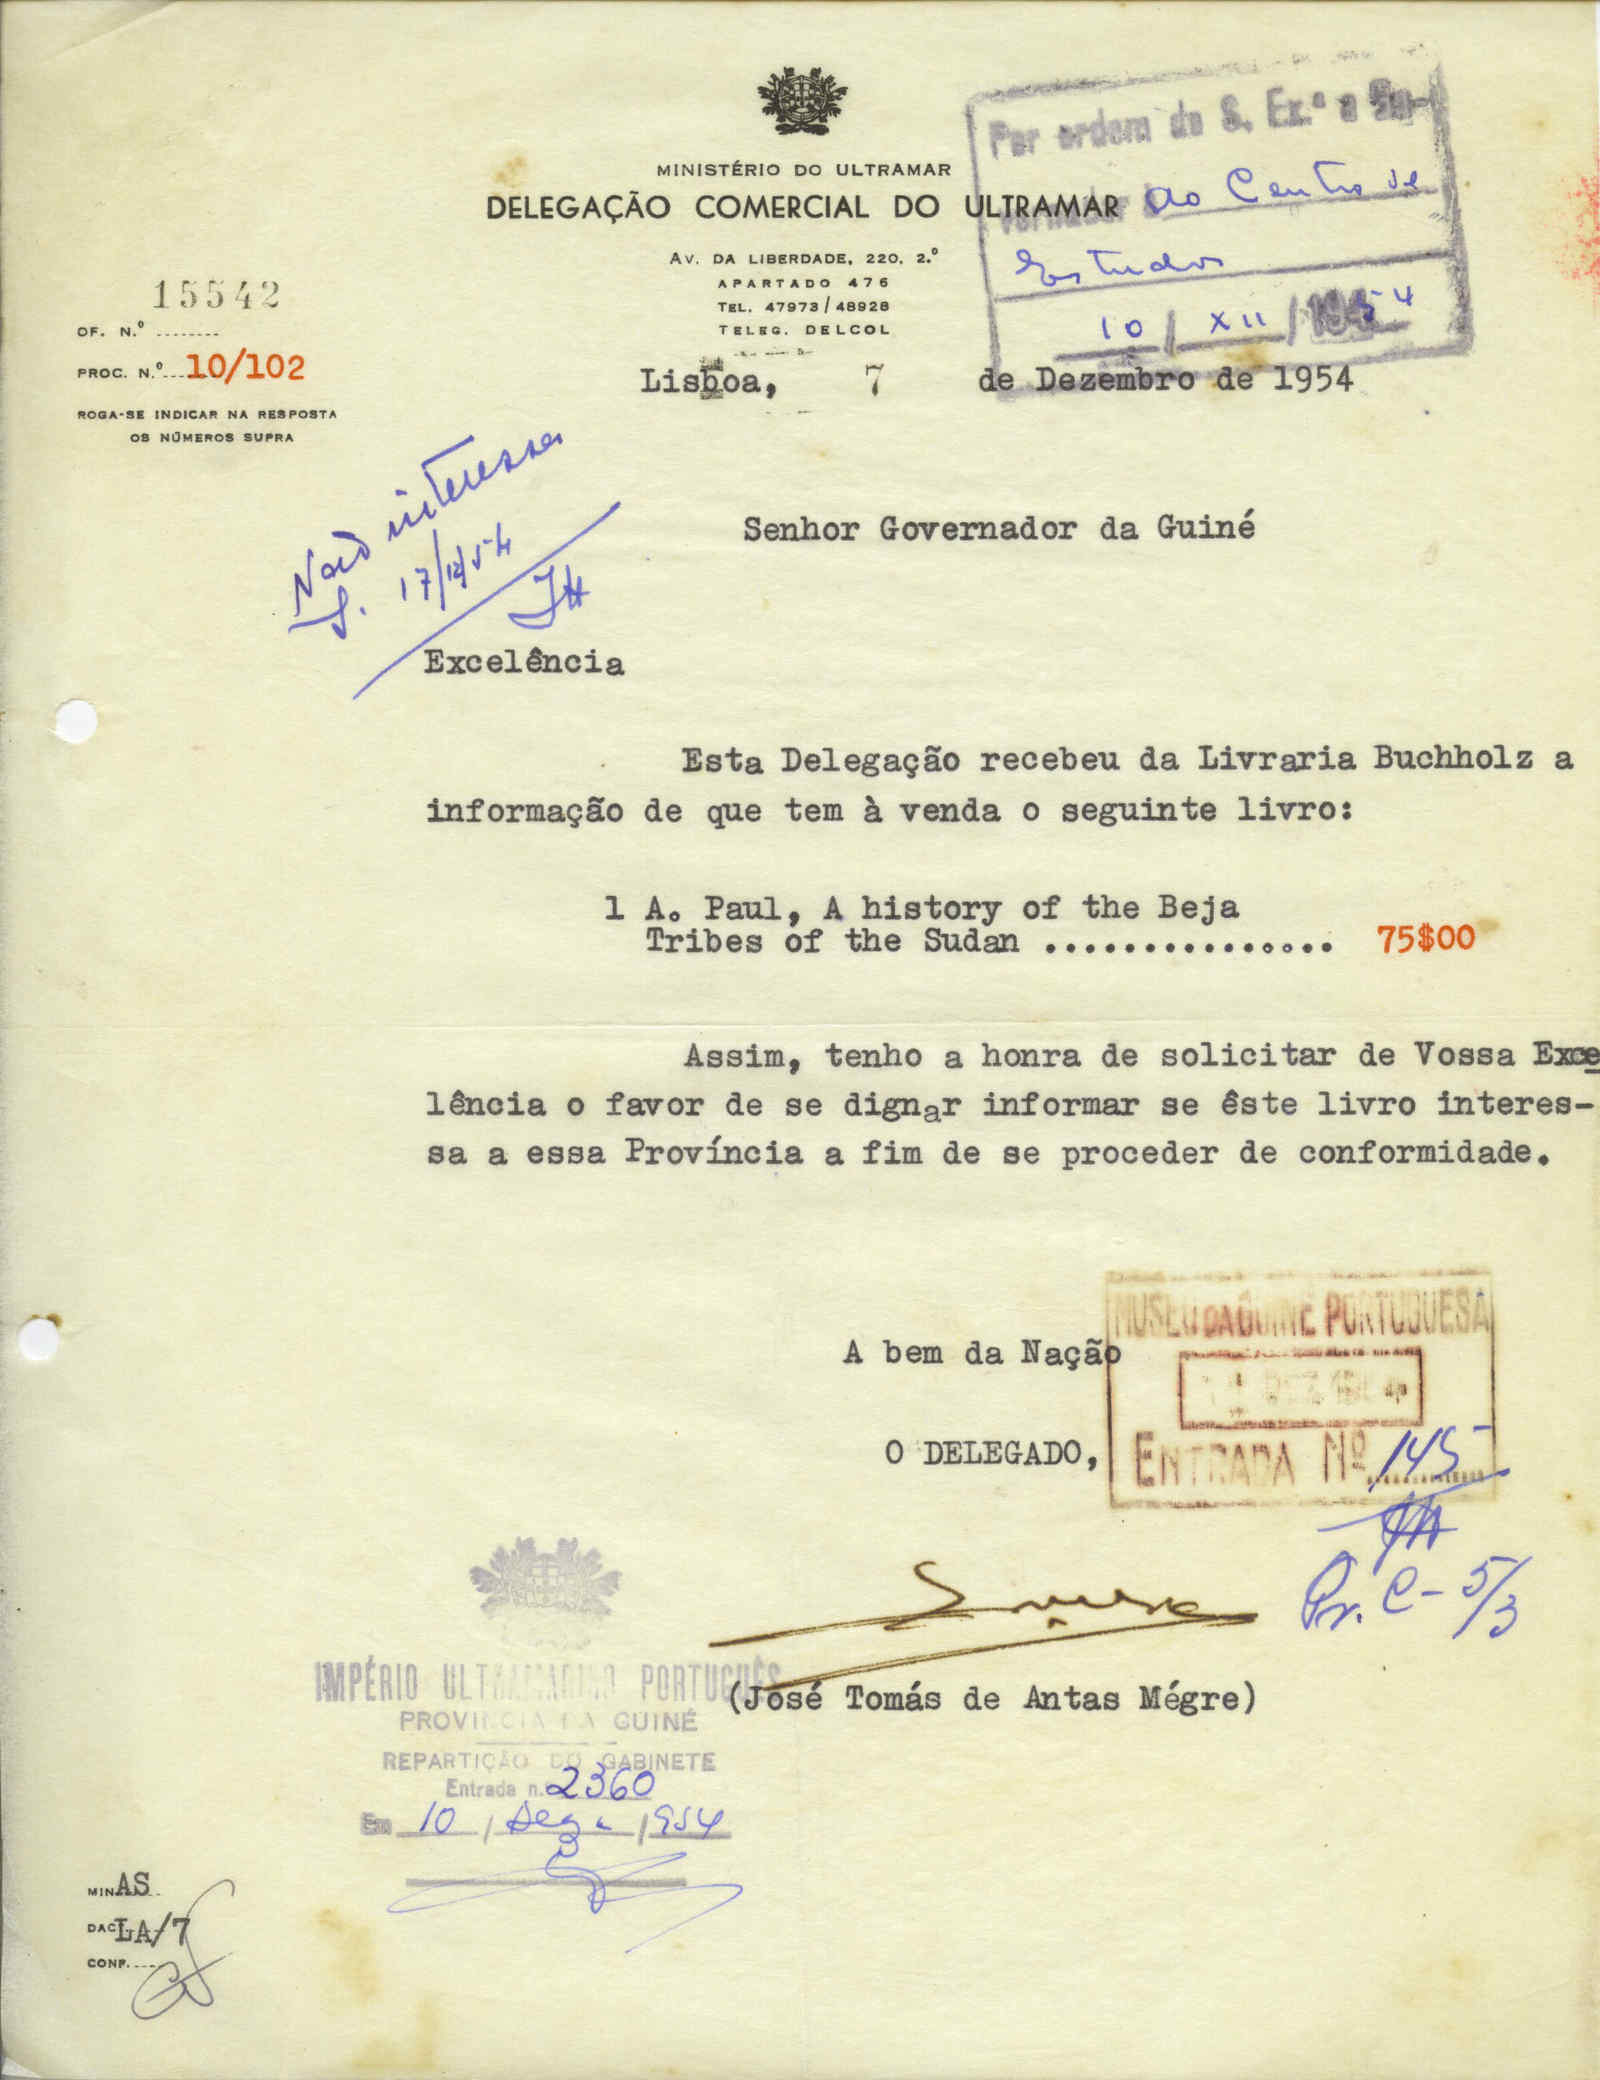 MINISTÉRIO DO ULTRAMAR
DELEGAÇÃO COMERCIAL DO ULTRAMAR
AV. DA LIBERDADE, 220, 2.º
APARTADO 476
TEL. 47973/48928
TELEG. DELCOL
Por ordem de S. Ex.ª o Go-
vernador ao Centro de
Estudos
10 / XII / 1954
15542
OF. N.º ........
PROC. N.º 10/102
ROGA-SE INDICAR NA RESPOSTA
OS NÚMEROS SUPRA
Lisboa, 7 de Dezembro de 1954
Não interessa
17/12/54
Senhor Governador da Guiné
Excelência
Esta Delegação recebeu da Livraria Buchholz a
informação de que tem à venda o seguinte livro:
1 A. Paul, A history of the Beja
Tribes of the Sudan ............... 75$00
Assim, tenho a honra de solicitar de Vossa Exce
lência o favor de se dignar informar se êste livro interes-
sa a essa Província a fim de se proceder de conformidade.
A bem da Nação
O DELEGADO,
MUSEU DA GUINÉ PORTUGUESA
ENTRADA Nº 145
Pr. C-5/3
(José Tomás de Antas Mégre)
IMPÉRIO ULTRAMARINO PORTUGUÊS
PROVINCIA DA GUINÉ
REPARTIÇÃO DO GABINETE
Entrada n.º 2360
Em 10 / Dez.º / 954
MIN. AS
DAC. LA/7
CONF.